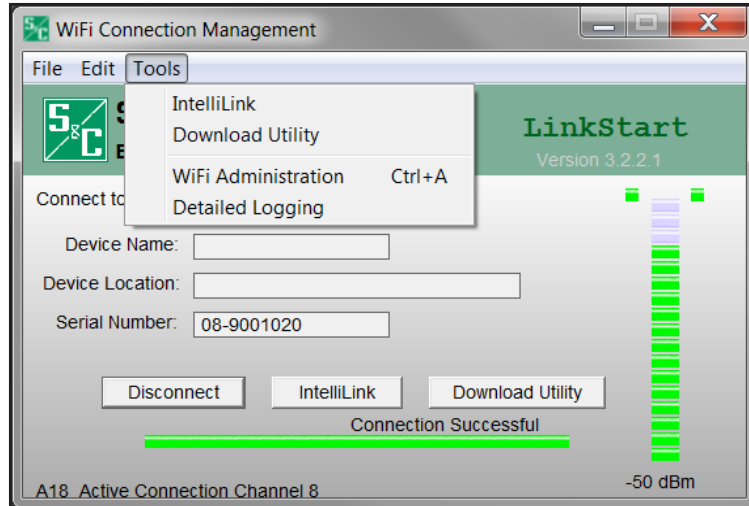 WiFi Connection Management
File Edit Tools
IntelliLink
Download Utility
WiFi Administration Ctrl+A
Detailed Logging
S&C
LinkStart
Version 3.2.2.1
Connect to
Device Name:
Device Location:
Serial Number: 08-9001020
Disconnect IntelliLink Download Utility
Connection Successful
A18 Active Connection Channel 8
-50 dBm